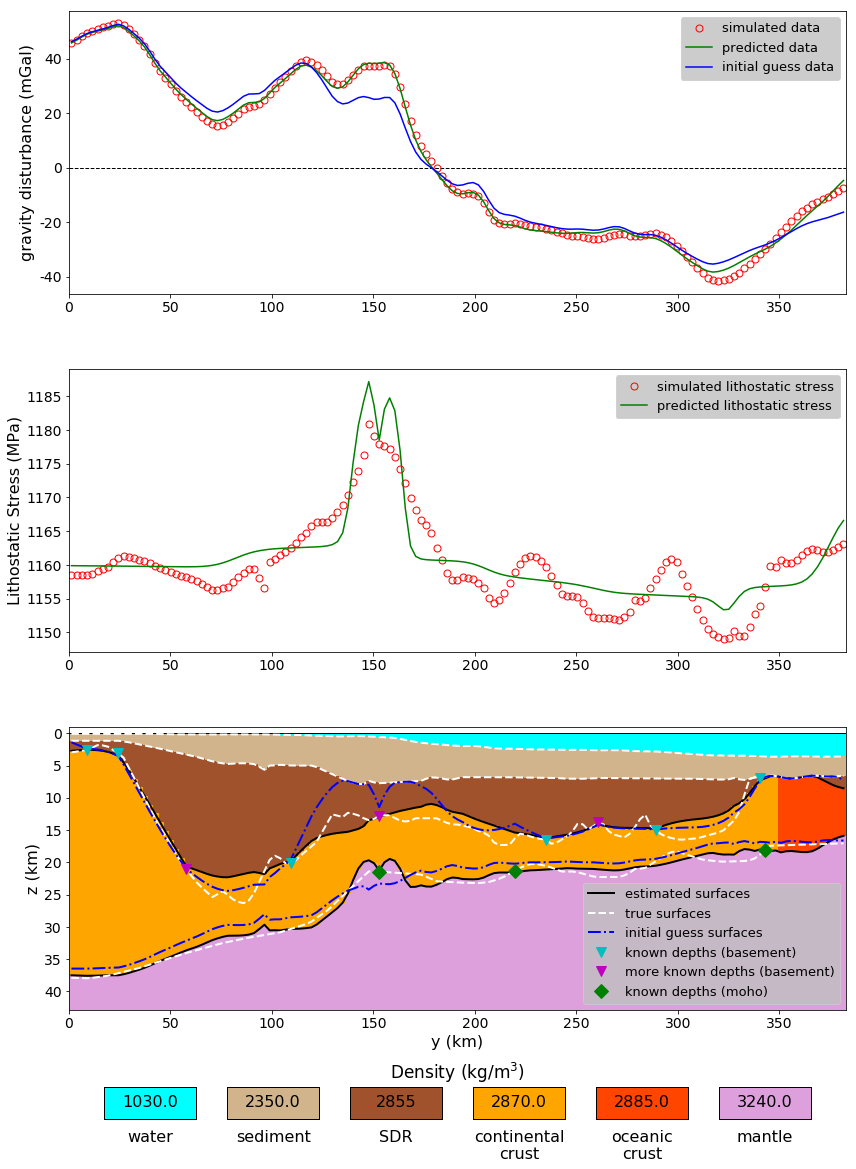 simulated data
predicted data
initial guess data
gravity disturbance (mGal)
40
20
0
-20
-40
0 50 100 150 200 250 300 350
simulated lithostatic stress
predicted lithostatic stress
Lithostatic Stress (MPa)
1185
1180
1175
1170
1165
1160
1155
1150
0 50 100 150 200 250 300 350
z (km)
0
5
10
15
20
25
30
35
40
estimated surfaces
true surfaces
initial guess surfaces
known depths (basement)
more known depths (basement)
known depths (moho)
0 50 100 150 200 250 300 350
y (km)
Density (kg/m³)
1030.0 2350.0 2855 2870.0 2885.0 3240.0
water sediment SDR continental oceanic mantle
crust crust